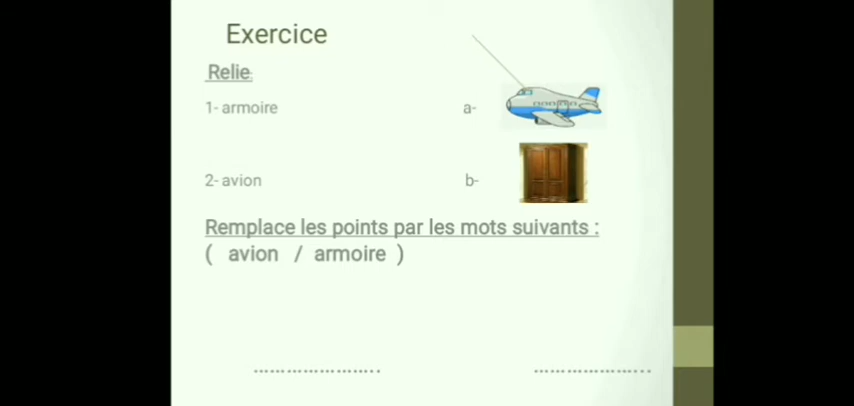 Exercice
Relie:
1- armoire a-
2- avion b-
Remplace les points par les mots suivants :
( avion / armoire )
..................... ...................